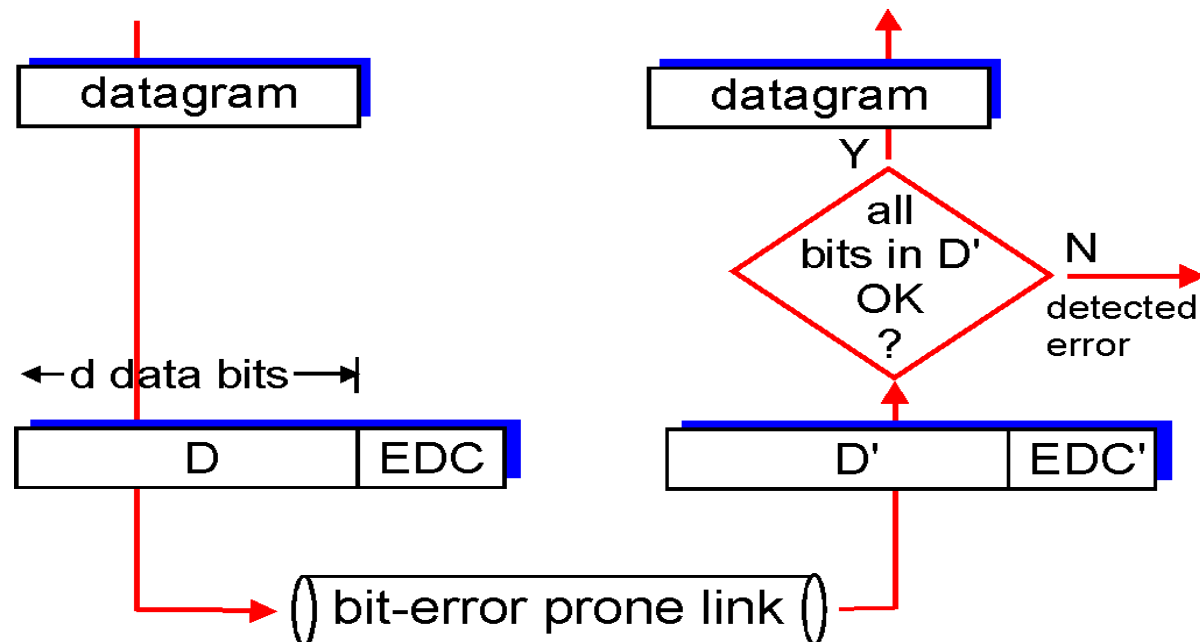 datagram
d data bits
D
EDC
bit-error prone link
D'
EDC'
all
bits in D'
OK
?
Y
N
detected
error
datagram